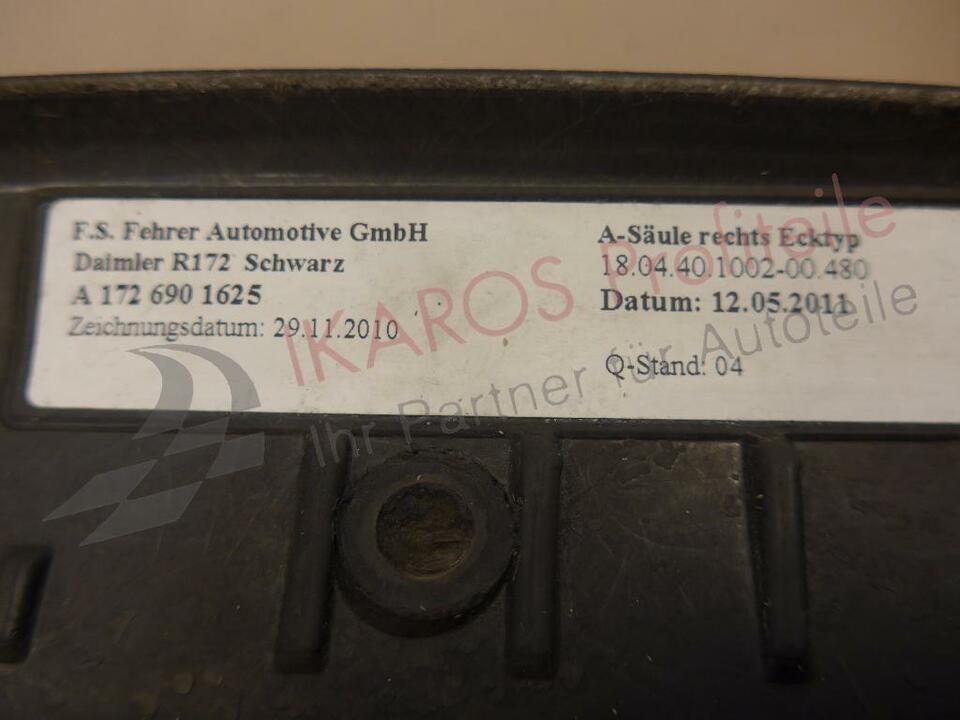 F.S. Fehrer Automotive GmbH
Daimler R172 Schwarz
A 172 690 1625
Zeichnungsdatum: 29.11.2010
A-Säule rechts Ecktyp
18.04.40.1002-00.480
Datum: 12.05.2011
Q-Stand: 04
IKAROS Profiteile
Ihr Partner für Autoteile